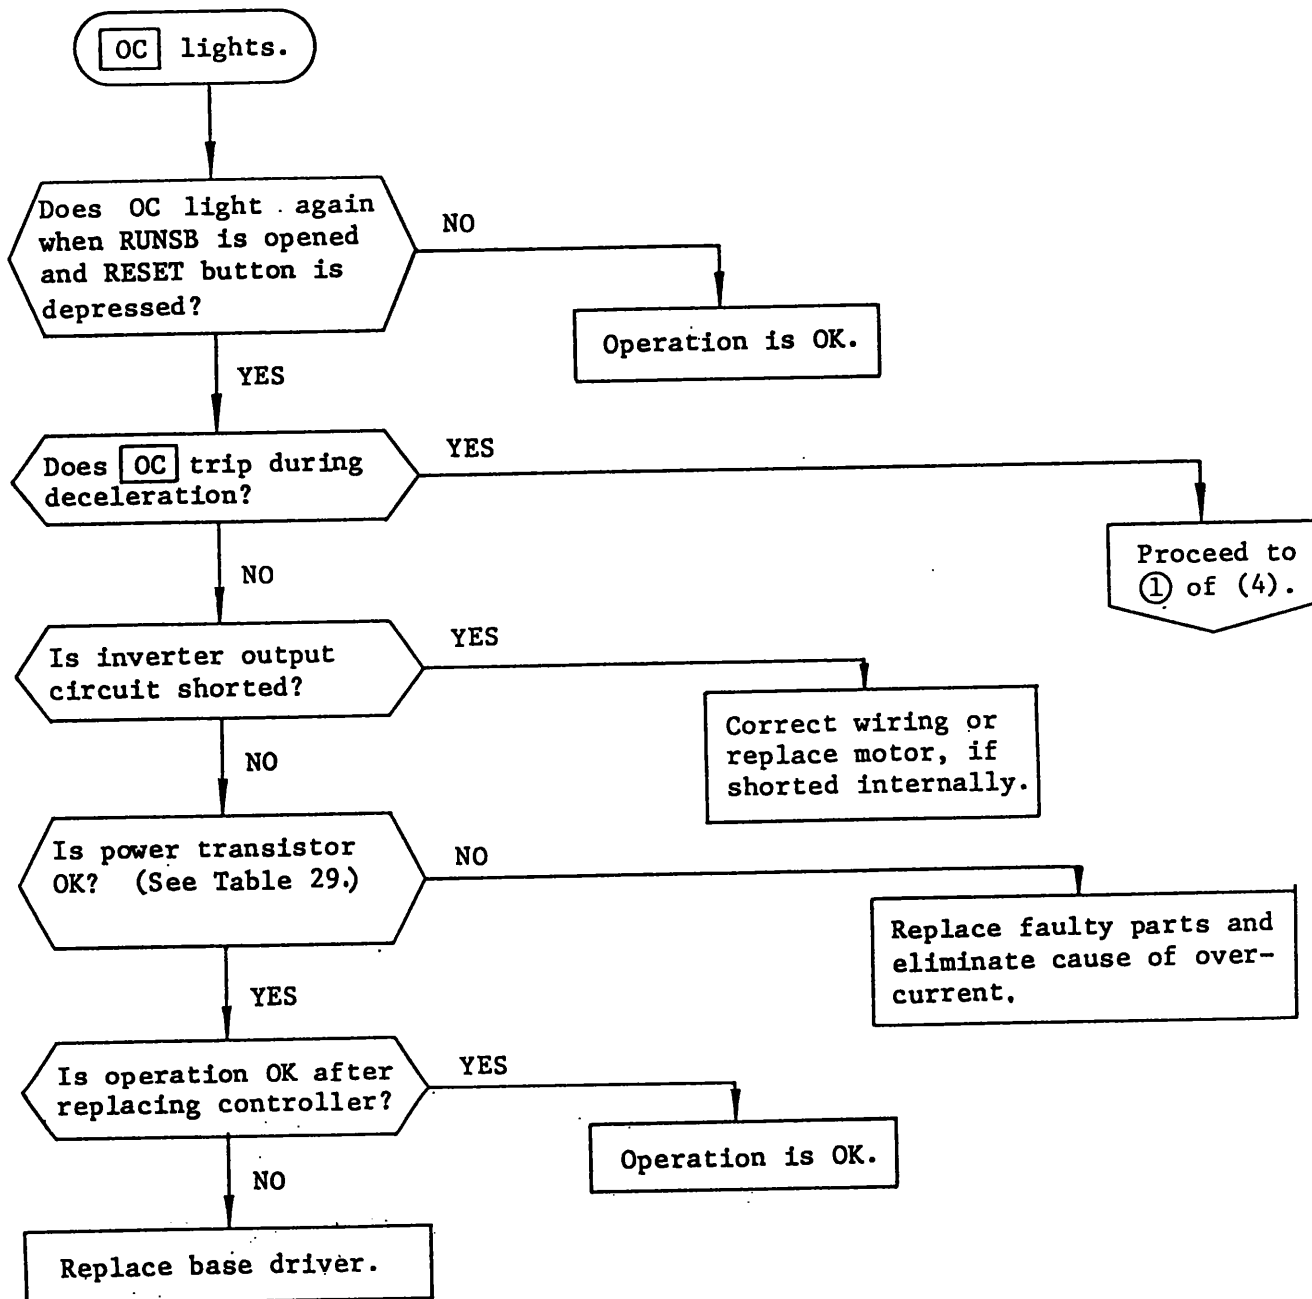 OC lights.
Does OC light again
when RUNSB is opened
and RESET button is
depressed?
NO
Operation is OK.
YES
Does OC trip during
deceleration?
YES
Proceed to
① of (4).
NO
Is inverter output
circuit shorted?
YES
Correct wiring or
replace motor, if
shorted internally.
NO
Is power transistor
OK? (See Table 29.)
NO
Replace faulty parts and
eliminate cause of over-
current.
YES
Is operation OK after
replacing controller?
YES
Operation is OK.
NO
Replace base driver.